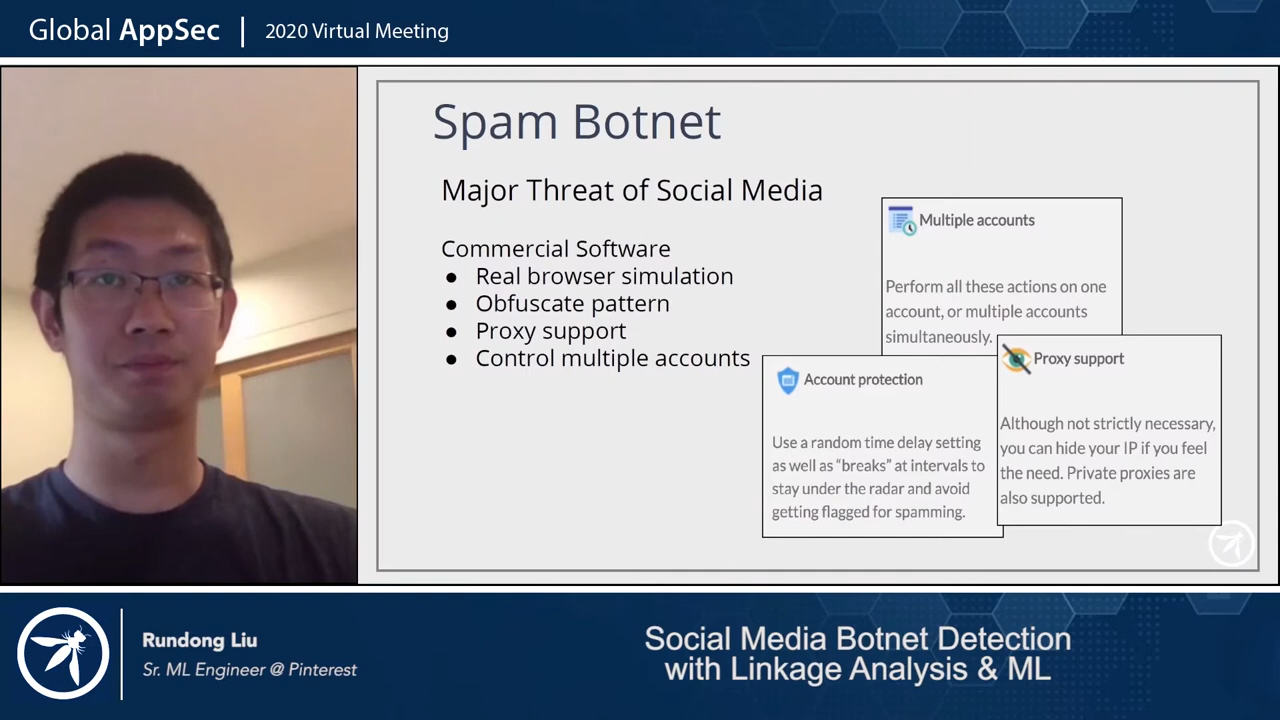 Global AppSec | 2020 Virtual Meeting
Spam Botnet
Major Threat of Social Media
Commercial Software
● Real browser simulation
● Obfuscate pattern
● Proxy support
● Control multiple accounts
Multiple accounts
Perform all these actions on one
account, or multiple accounts
simultaneously.
Proxy support
Although not strictly necessary,
you can hide your IP if you feel
the need. Private proxies are
also supported.
Account protection
Use a random time delay setting
as well as “breaks” at intervals to
stay under the radar and avoid
getting flagged for spamming.
Rundong Liu
Sr. ML Engineer @ Pinterest
Social Media Botnet Detection
with Linkage Analysis & ML